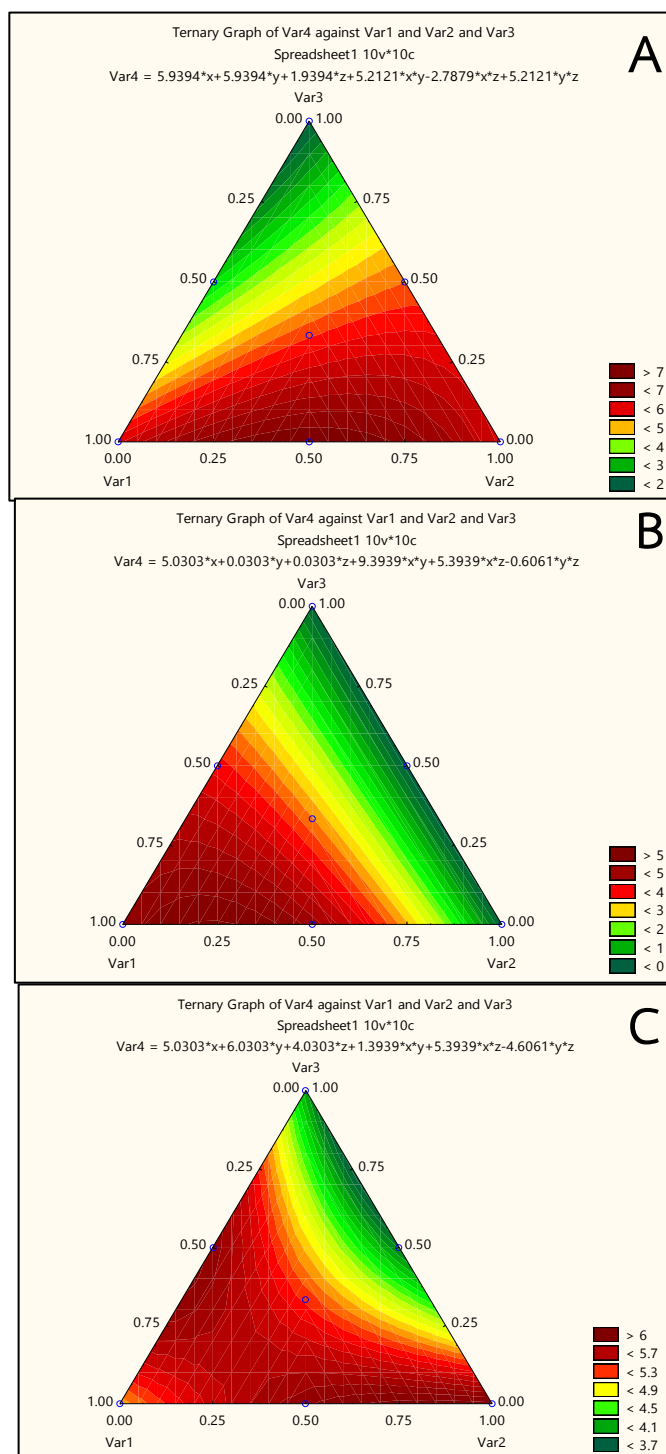 A
Ternary Graph of Var4 against Var1 and Var2 and Var3
Spreadsheet1 10v*10c
Var4 = 5.9394*x+5.9394*y+1.9394*z+5.2121*x*y-2.7879*x*z+5.2121*y*z
Var3
0.00 1.00
0.25 0.75
0.50 0.50
0.75 0.25
1.00 0.00
0.00 0.25 0.50 0.75 1.00
Var1 Var2
> 7
< 7
< 6
< 5
< 4
< 3
< 2
B
Ternary Graph of Var4 against Var1 and Var2 and Var3
Spreadsheet1 10v*10c
Var4 = 5.0303*x+0.0303*y+0.0303*z+9.3939*x*y+5.3939*x*z-0.6061*y*z
Var3
0.00 1.00
0.25 0.75
0.50 0.50
0.75 0.25
1.00 0.00
0.00 0.25 0.50 0.75 1.00
Var1 Var2
> 5
< 5
< 4
< 3
< 2
< 1
< 0
C
Ternary Graph of Var4 against Var1 and Var2 and Var3
Spreadsheet1 10v*10c
Var4 = 5.0303*x+6.0303*y+4.0303*z+1.3939*x*y+5.3939*x*z-4.6061*y*z
Var3
0.00 1.00
0.25 0.75
0.50 0.50
0.75 0.25
1.00 0.00
0.00 0.25 0.50 0.75 1.00
Var1 Var2
> 6
< 5.7
< 5.3
< 4.9
< 4.5
< 4.1
< 3.7